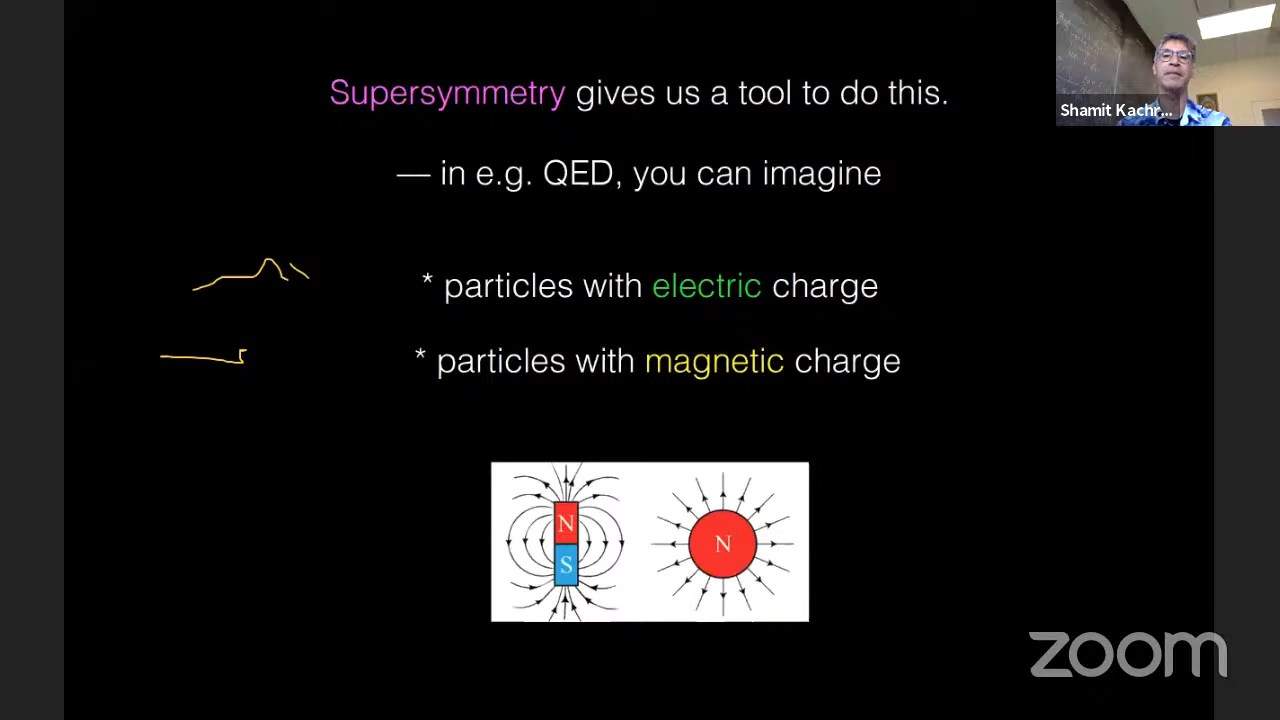 Supersymmetry gives us a tool to do this.
— in e.g. QED, you can imagine
* particles with electric charge
* particles with magnetic charge
N
S
N
Shamit Kachr...
zoom